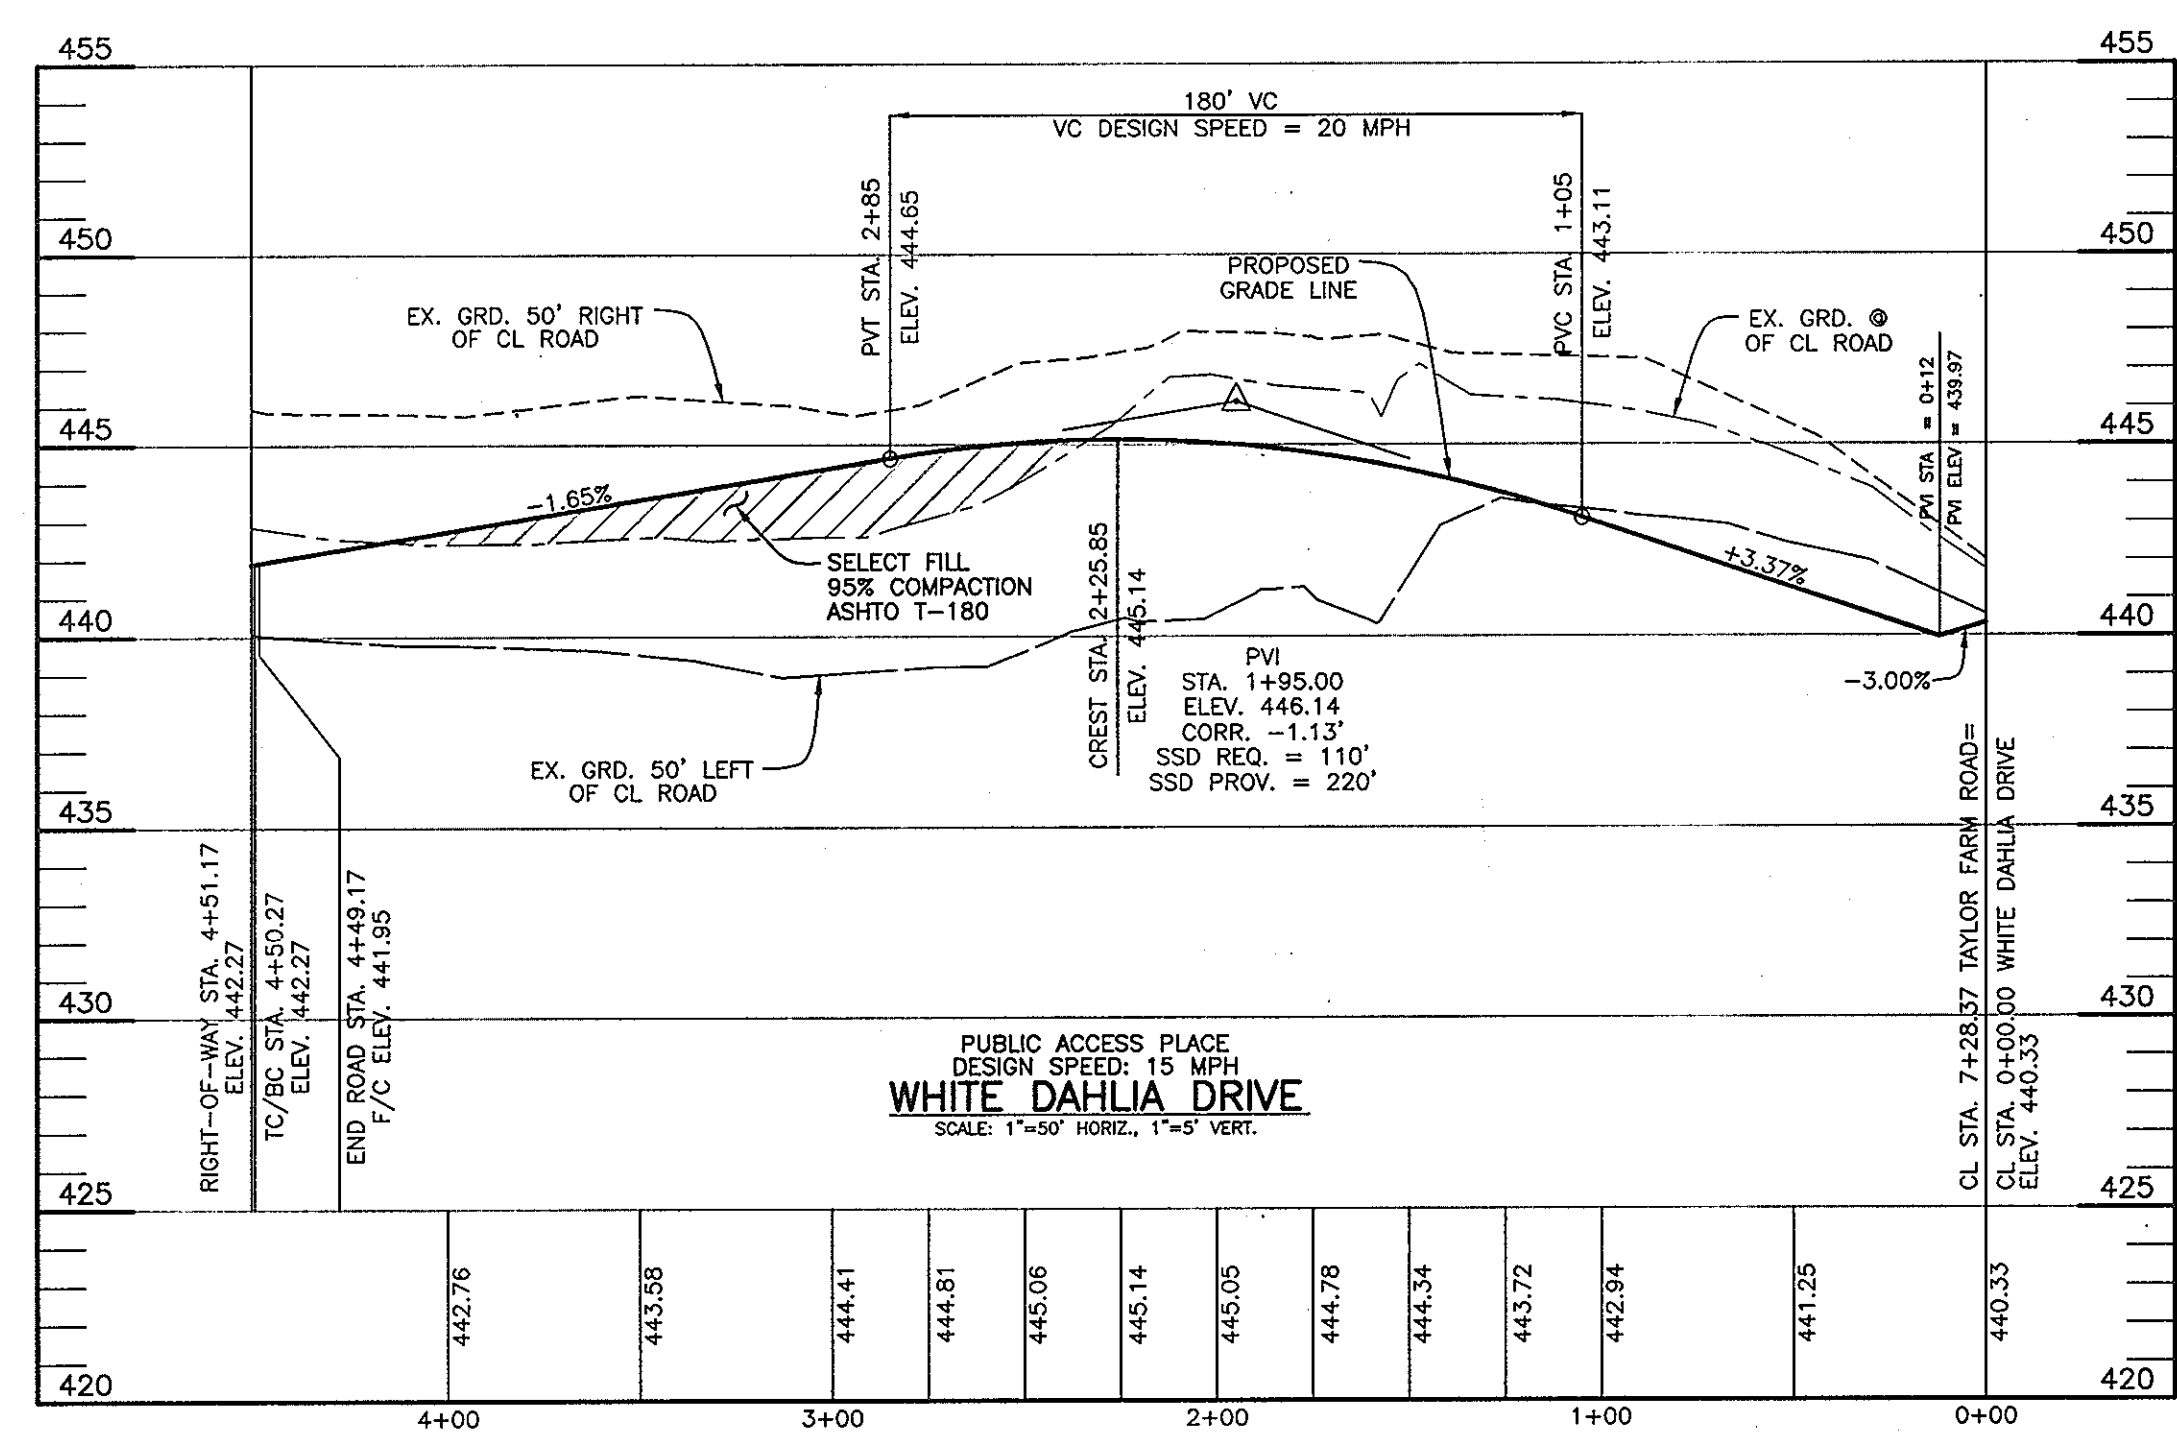 455
455
180' VC
VC DESIGN SPEED = 20 MPH
PVT STA. 2+85
ELEV. 444.65
PVC STA. 1+05
ELEV. 443.11
450
450
PROPOSED
GRADE LINE
EX. GRD. 50' RIGHT
OF CL ROAD
EX. GRD. @
OF CL ROAD
PVI STA = 0+12
PVI ELEV = 439.97
445
445
-1.65%
+3.37%
SELECT FILL
95% COMPACTION
ASHTO T-180
CREST STA. 2+25.85
ELEV. 445.14
440
440
PVI
STA. 1+95.00
ELEV. 446.14
CORR. -1.13'
SSD REQ. = 110'
SSD PROV. = 220'
-3.00%
EX. GRD. 50' LEFT
OF CL ROAD
435
435
RIGHT-OF-WAY STA. 4+51.17
ELEV. 442.27
TC/BC STA. 4+50.27
ELEV. 442.27
END ROAD STA. 4+49.17
F/C ELEV. 441.95
CL STA. 7+28.37 TAYLOR FARM ROAD=
CL STA. 0+00.00 WHITE DAHLIA DRIVE
ELEV. 440.33
430
430
PUBLIC ACCESS PLACE
DESIGN SPEED: 15 MPH
WHITE DAHLIA DRIVE
SCALE: 1"=50' HORIZ., 1"=5' VERT.
425
425
442.76
443.58
444.41
444.81
445.06
445.14
445.05
444.78
444.34
443.72
442.94
441.25
440.33
420
420
4+00
3+00
2+00
1+00
0+00